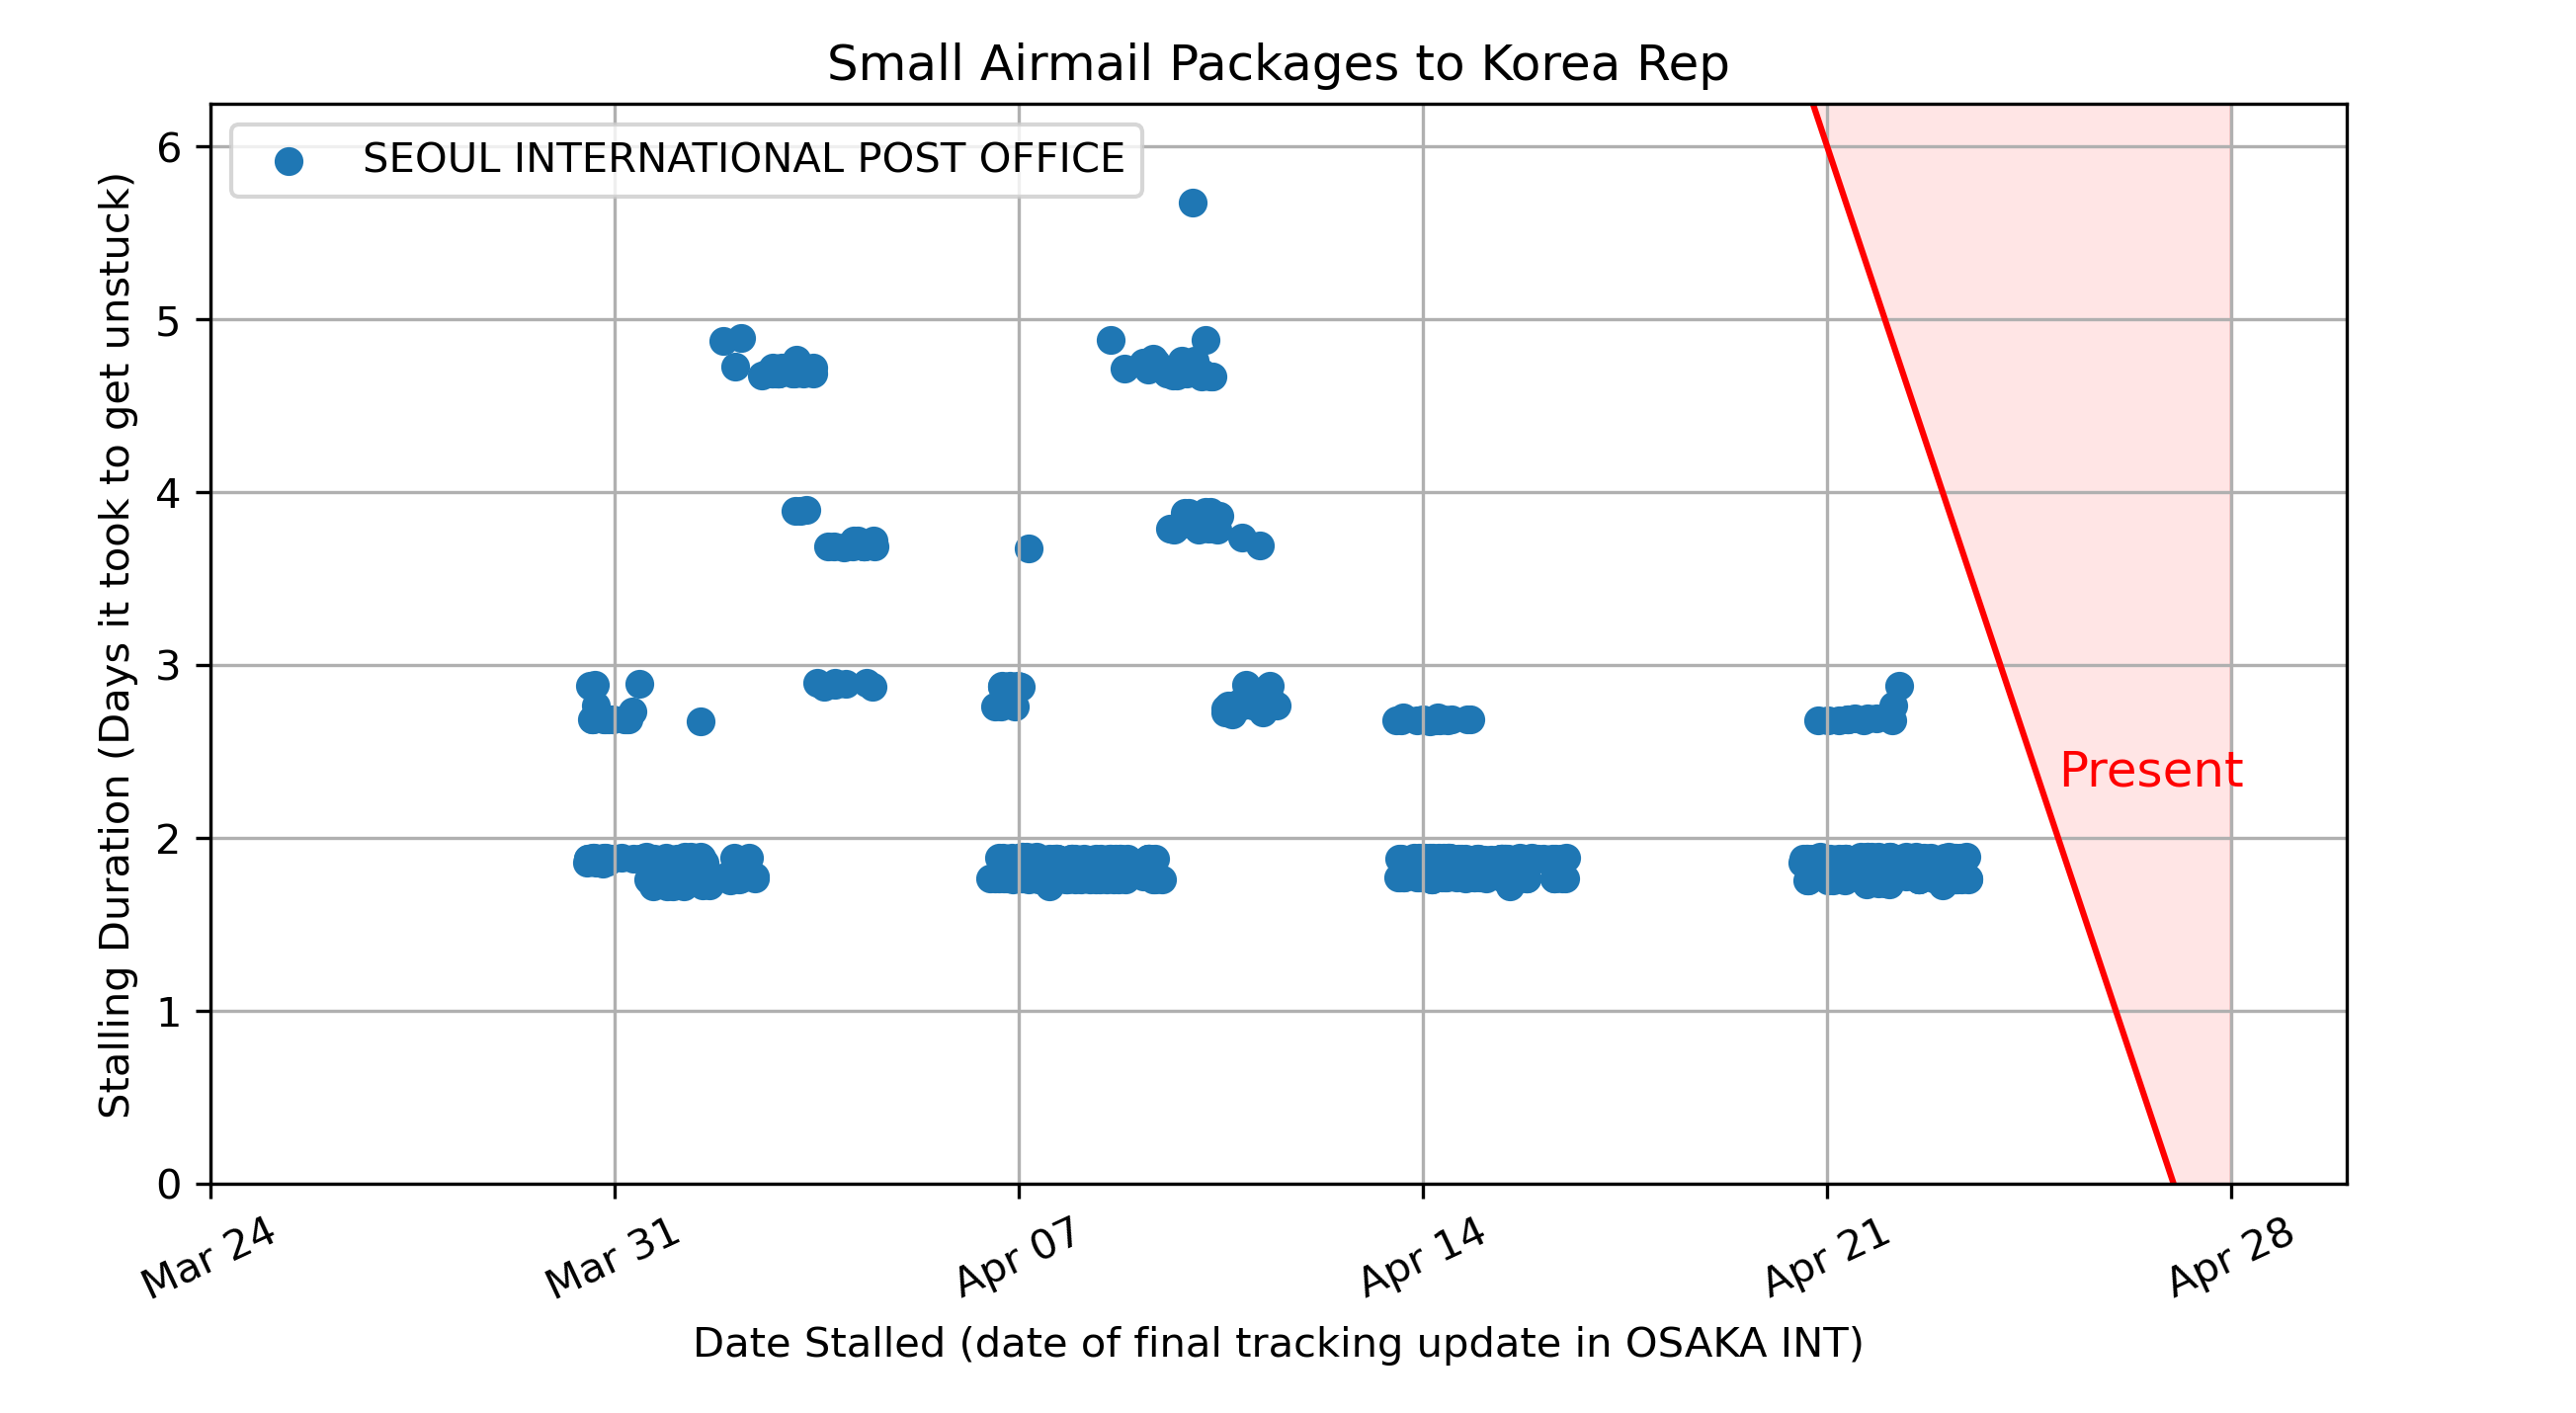 Small Airmail Packages to Korea Rep
SEOUL INTERNATIONAL POST OFFICE
Stalling Duration (Days it took to get unstuck)
6
5
4
3
2
1
0
Present
Mar 24
Mar 31
Apr 07
Apr 14
Apr 21
Apr 28
Date Stalled (date of final tracking update in OSAKA INT)